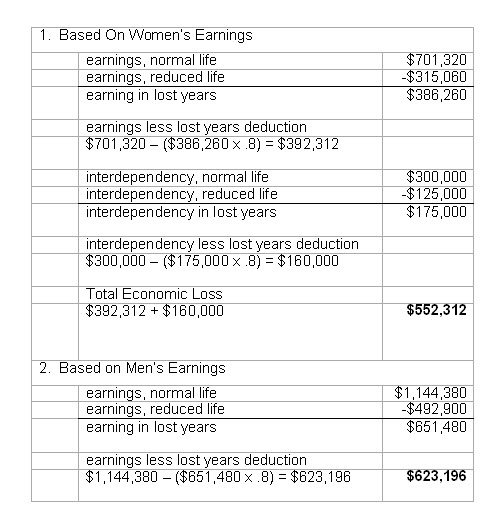 1. Based On Women's Earnings
earnings, normal life $701,320
earnings, reduced life -$315,060
earning in lost years $386,260
earnings less lost years deduction
$701,320 – ($386,260 x .8) = $392,312
interdependency, normal life $300,000
interdependency, reduced life -$125,000
interdependency in lost years $175,000
interdependency less lost years deduction
$300,000 – ($175,000 x .8) = $160,000
Total Economic Loss
$392,312 + $160,000 $552,312
2. Based on Men's Earnings
earnings, normal life $1,144,380
earnings, reduced life -$492,900
earning in lost years $651,480
earnings less lost years deduction
$1,144,380 – ($651,480 x .8) = $623,196 $623,196